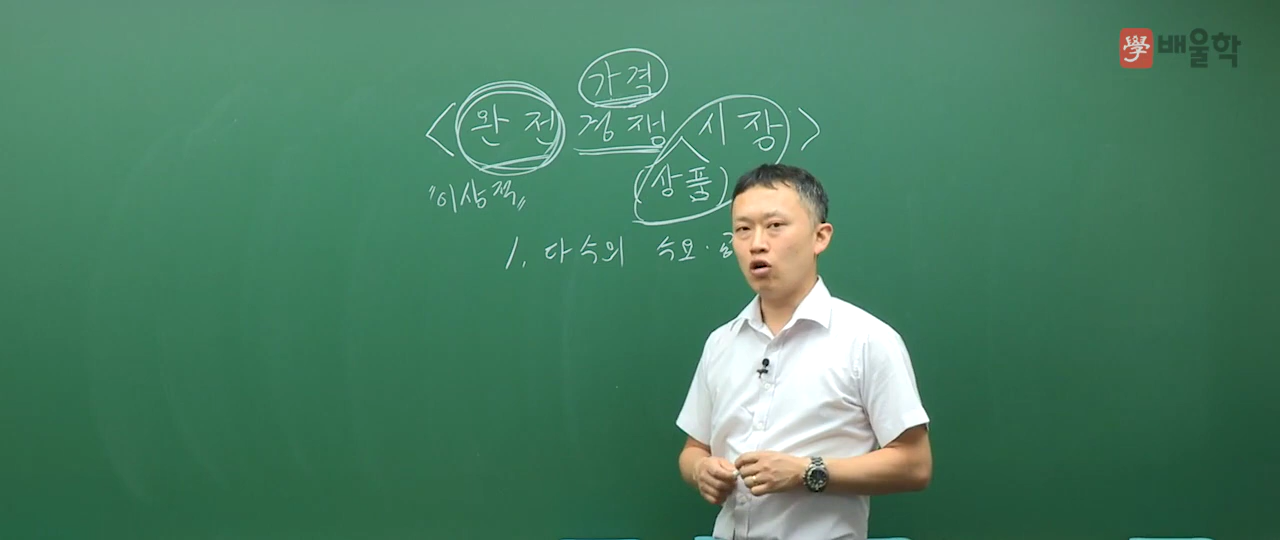 學 배울학
가격
<완전 경쟁 시장>
"이상적" (상품)
1. 다수의 수요·